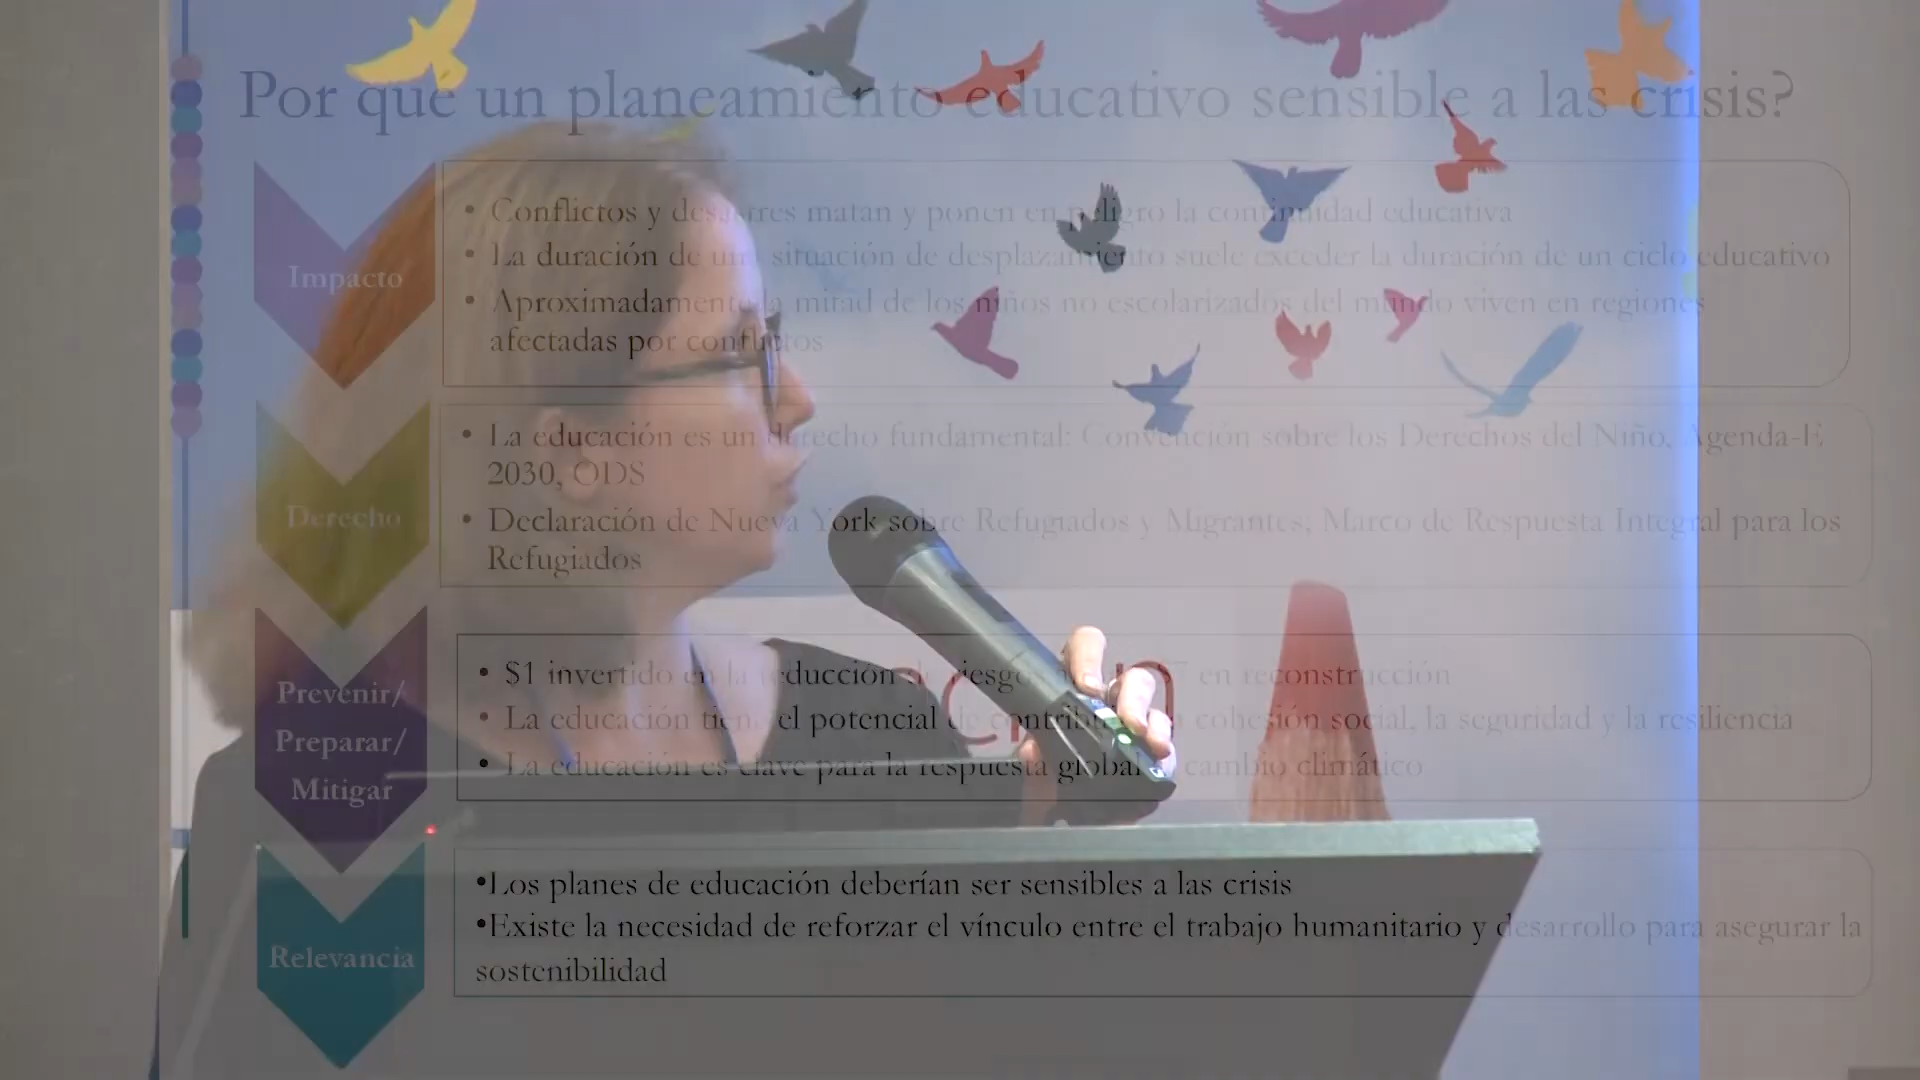 Por que un planeamiento educativo sensible a las crisis?
Impacto
• Conflictos y desastres matan y ponen en peligro la continuidad educativa
• La duración de una situación de desplazamiento suele exceder la duración de un ciclo educativo
• Aproximadamente la mitad de los niños no escolarizados del mundo viven en regiones
afectadas por conflictos
Derecho
• La educación es un derecho fundamental: Convención sobre los Derechos del Niño, Agenda-E
2030, ODS
• Declaración de Nueva York sobre Refugiados y Migrantes; Marco de Respuesta Integral para los
Refugiados
Prevenir/
Preparar/
Mitigar
• $1 invertido en la reducción de riesgo en reconstrucción
• La educación tiene el potencial de contribuir a cohesión social, la seguridad y la resiliencia
• La educación es clave para la respuesta global cambio climático
Relevancia
•Los planes de educación deberían ser sensibles a las crisis
•Existe la necesidad de reforzar el vínculo entre el trabajo humanitario y desarrollo para asegurar la
sostenibilidad